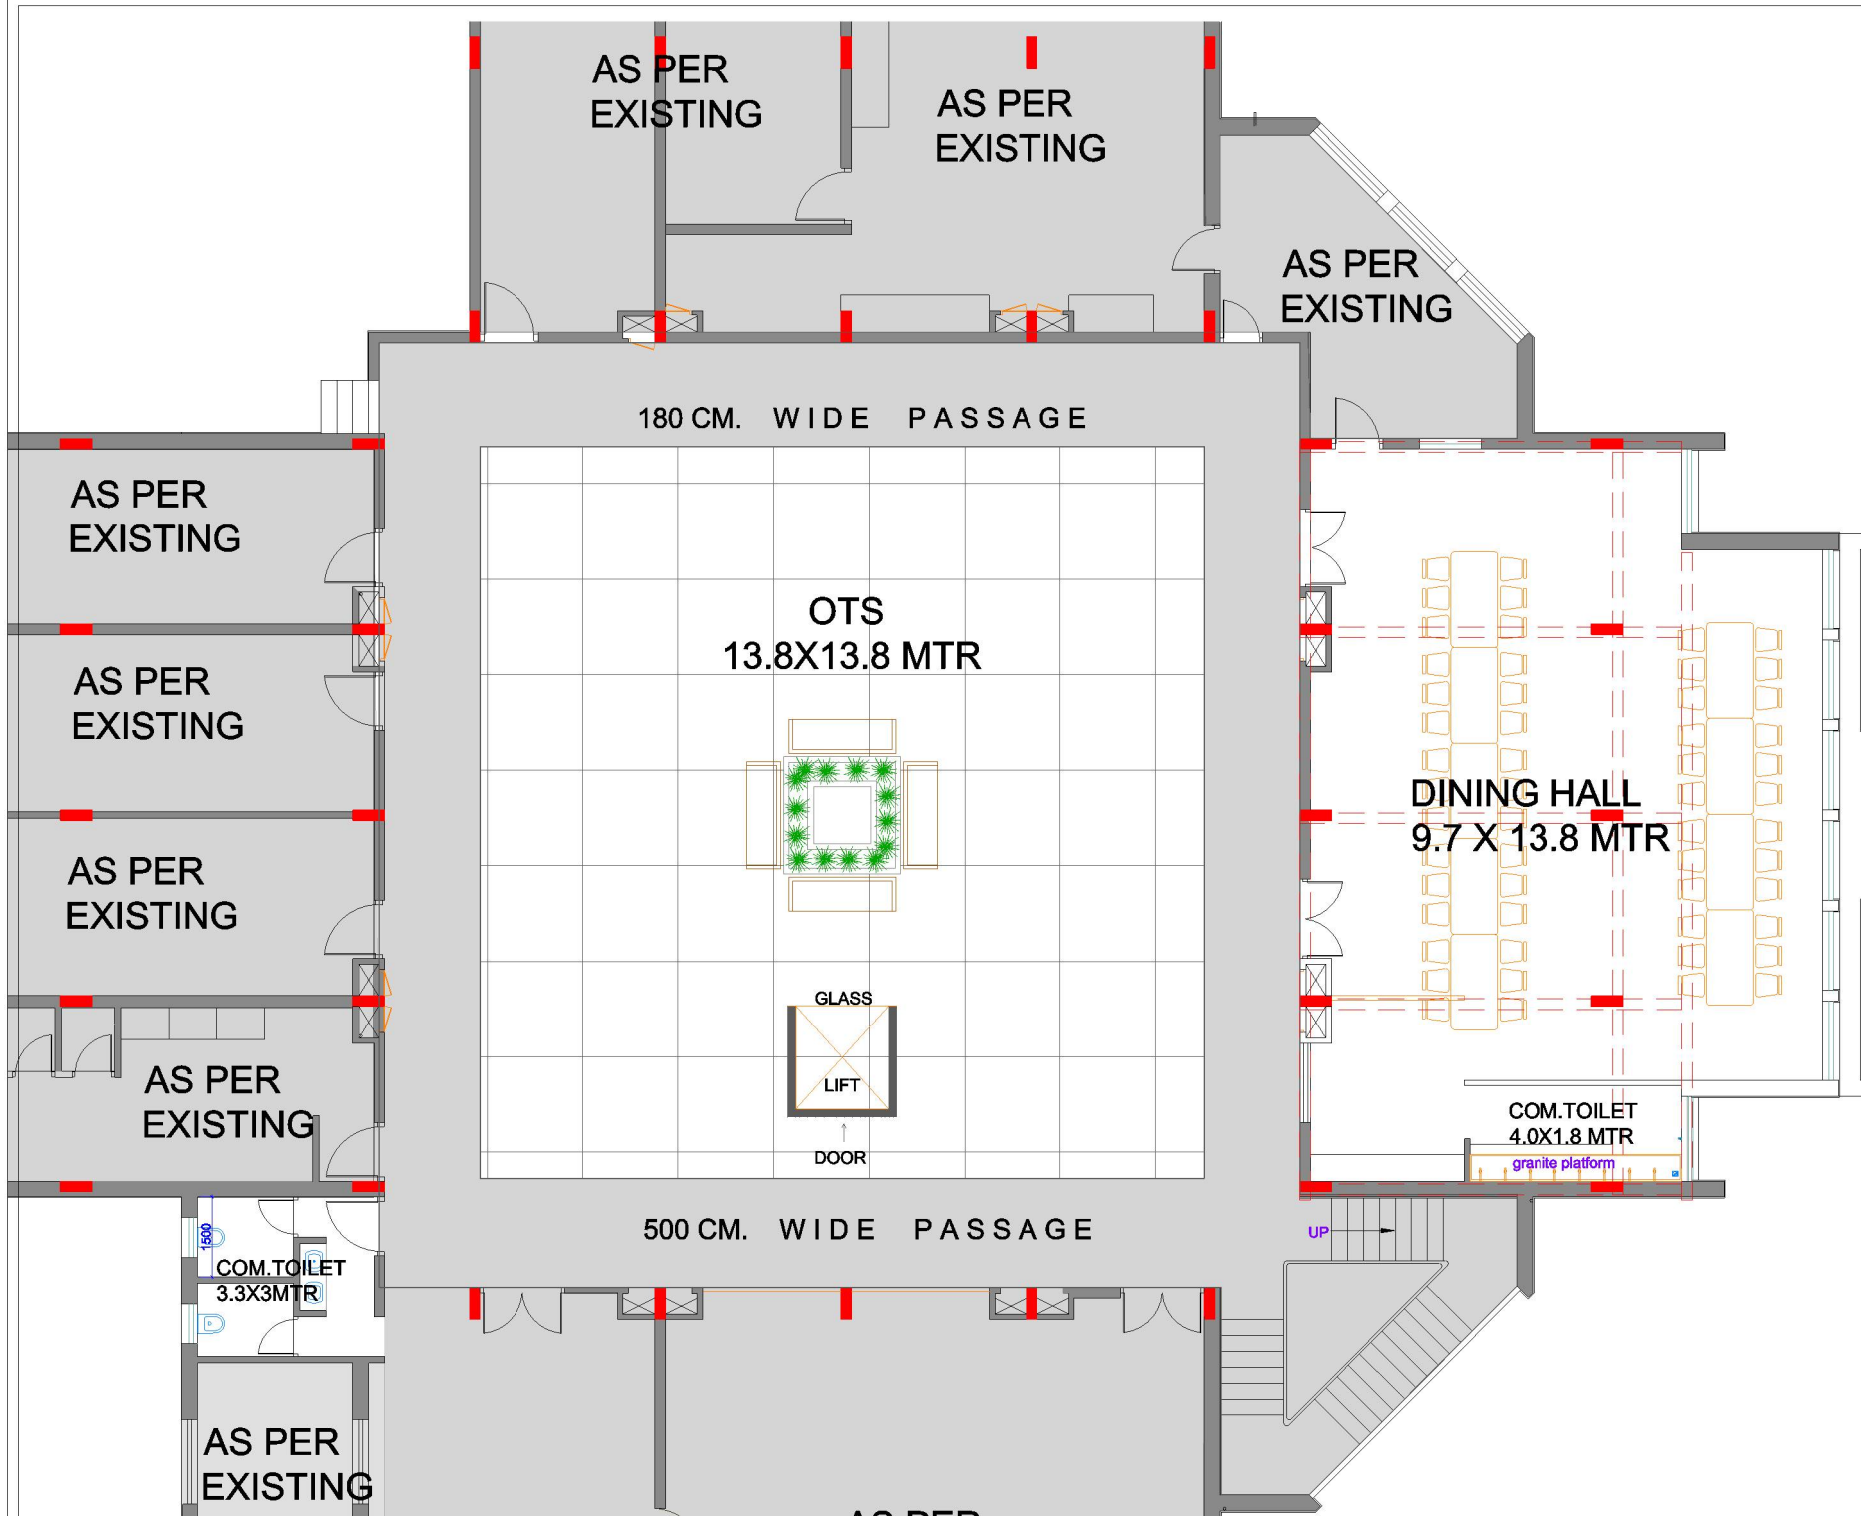 AS PER
EXISTING
AS PER
EXISTING
AS PER
EXISTING
180 CM. WIDE PASSAGE
AS PER
EXISTING
OTS
13.8X13.8 MTR
AS PER
EXISTING
DINING HALL
9.7 X 13.8 MTR
AS PER
EXISTING
GLASS
LIFT
DOOR
AS PER
EXISTING
COM.TOILET
4.0X1.8 MTR
granite platform
500 CM. WIDE PASSAGE
UP
1500
COM.TOILET
3.3X3MTR
AS PER
EXISTING
AS PER